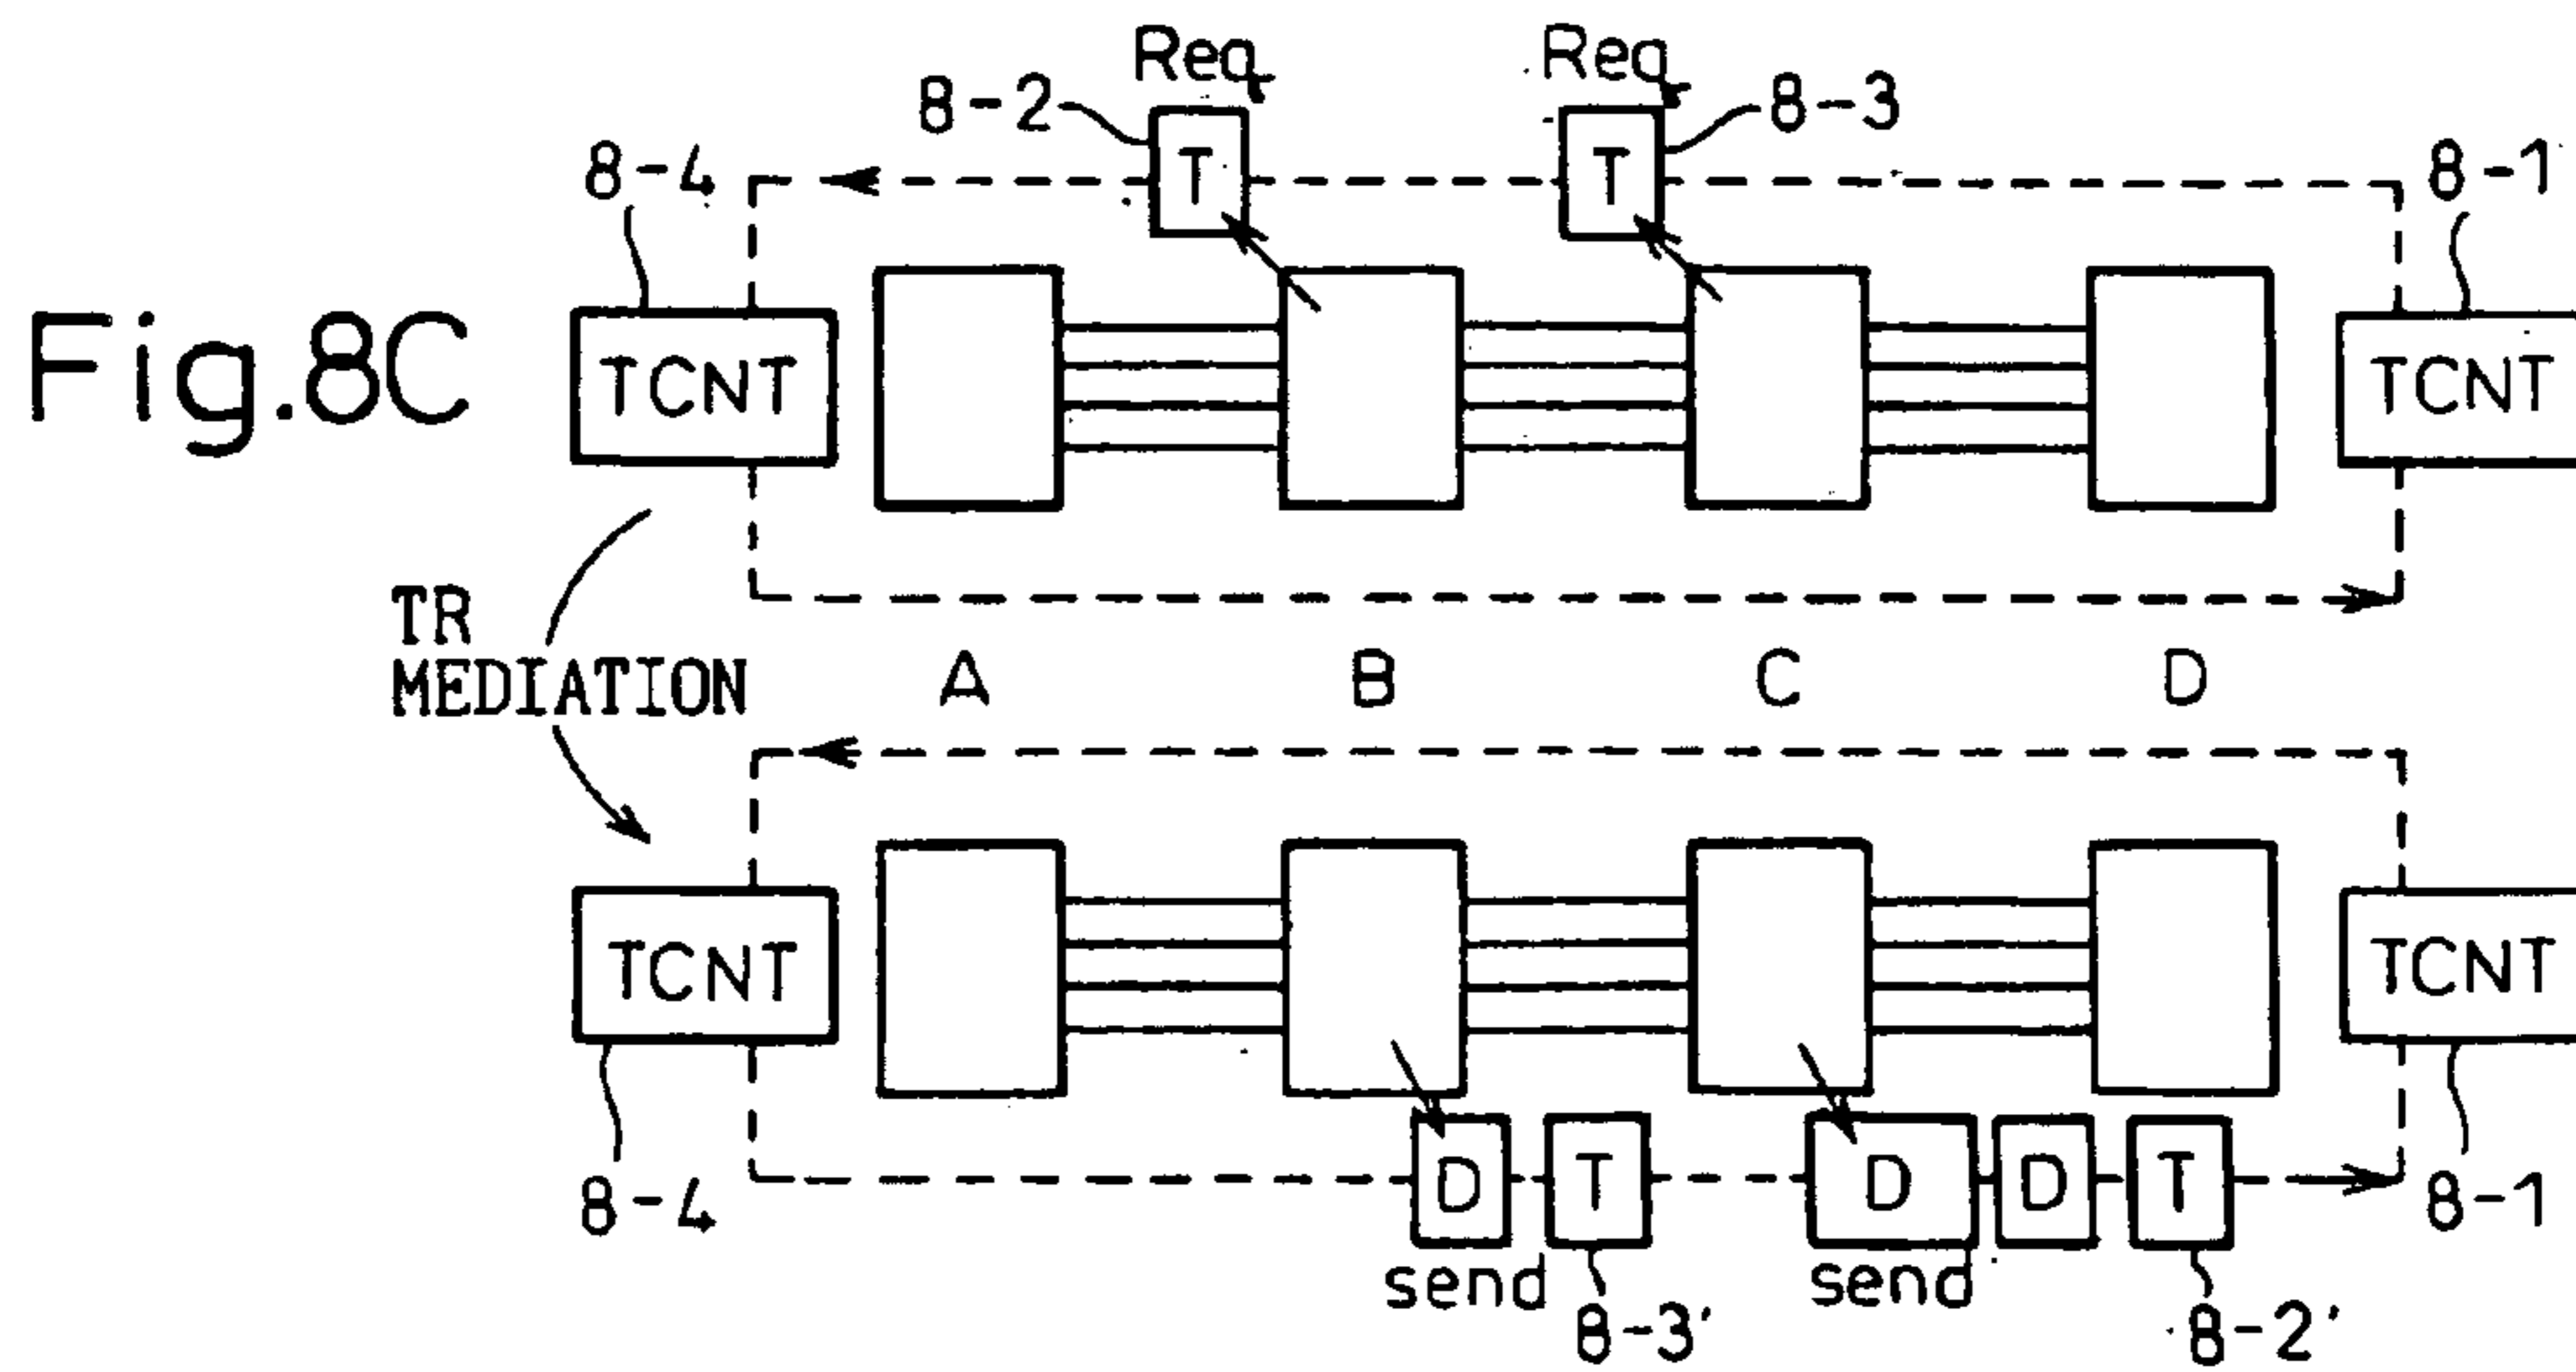 Fig.8C
Req
Req
8-2
8-3
8-4
8-1
T
T
TCNT
TCNT
TR
MEDIATION
A
B
C
D
TCNT
TCNT
8-4
D
T
D
D
T
8-1
send
send
8-3'
8-2'